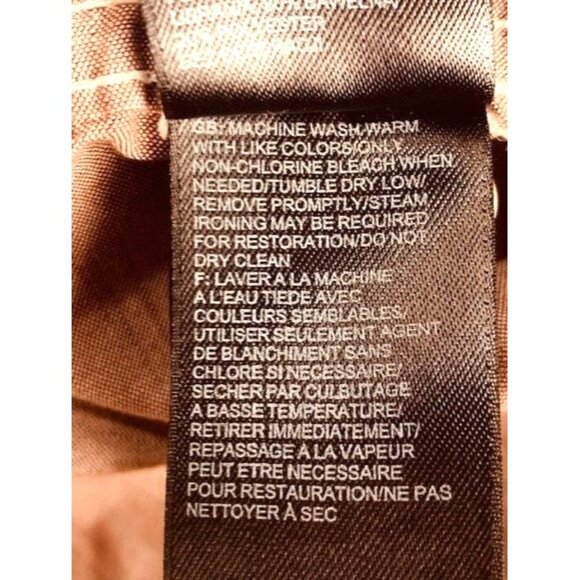 BAWELNA/
GB: MACHINE WASH WARM
WITH LIKE COLORS/ONLY
NON-CHLORINE BLEACH WHEN
NEEDED/TUMBLE DRY LOW/
REMOVE PROMPTLY/STEAM
IRONING MAY BE REQUIRED
FOR RESTORATION/DO NOT
DRY CLEAN
F: LAVER A LA MACHINE
A L'EAU TIEDE AVEC
COULEURS SEMBLABLES/
UTILISER SEULEMENT AGENT
DE BLANCHIMENT SANS
CHLORE SI NECESSAIRE/
SECHER PAR CULBUTAGE
A BASSE TEMPERATURE/
RETIRER IMMEDIATEMENT/
REPASSAGE À LA VAPEUR
PEUT ETRE NECESSAIRE
POUR RESTAURATION/NE PAS
NETTOYER À SEC